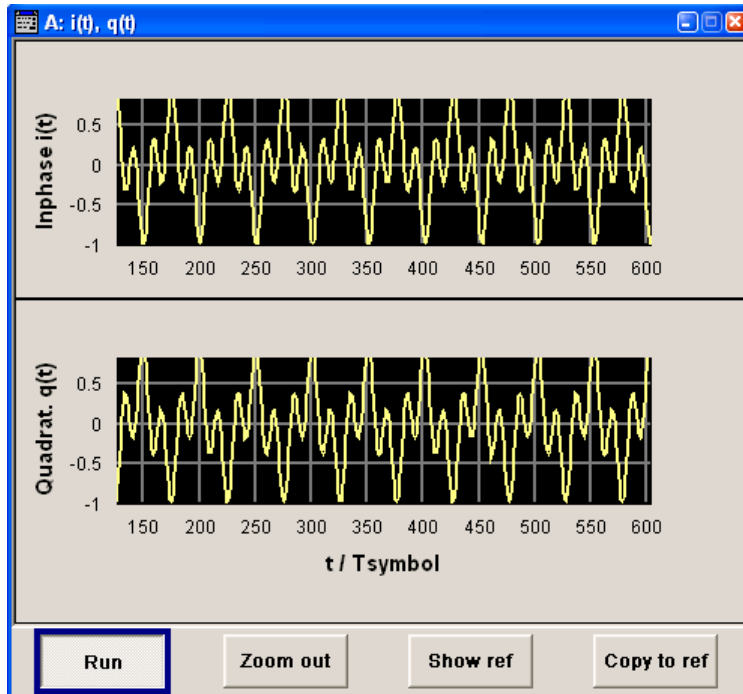 A: i(t), q(t)
Inphase i(t)
0.5
0
-0.5
-1
150 200 250 300 350 400 450 500 550 600
Quadrat. q(t)
0.5
0
-0.5
-1
150 200 250 300 350 400 450 500 550 600
t / Tsymbol
Run Zoom out Show ref Copy to ref